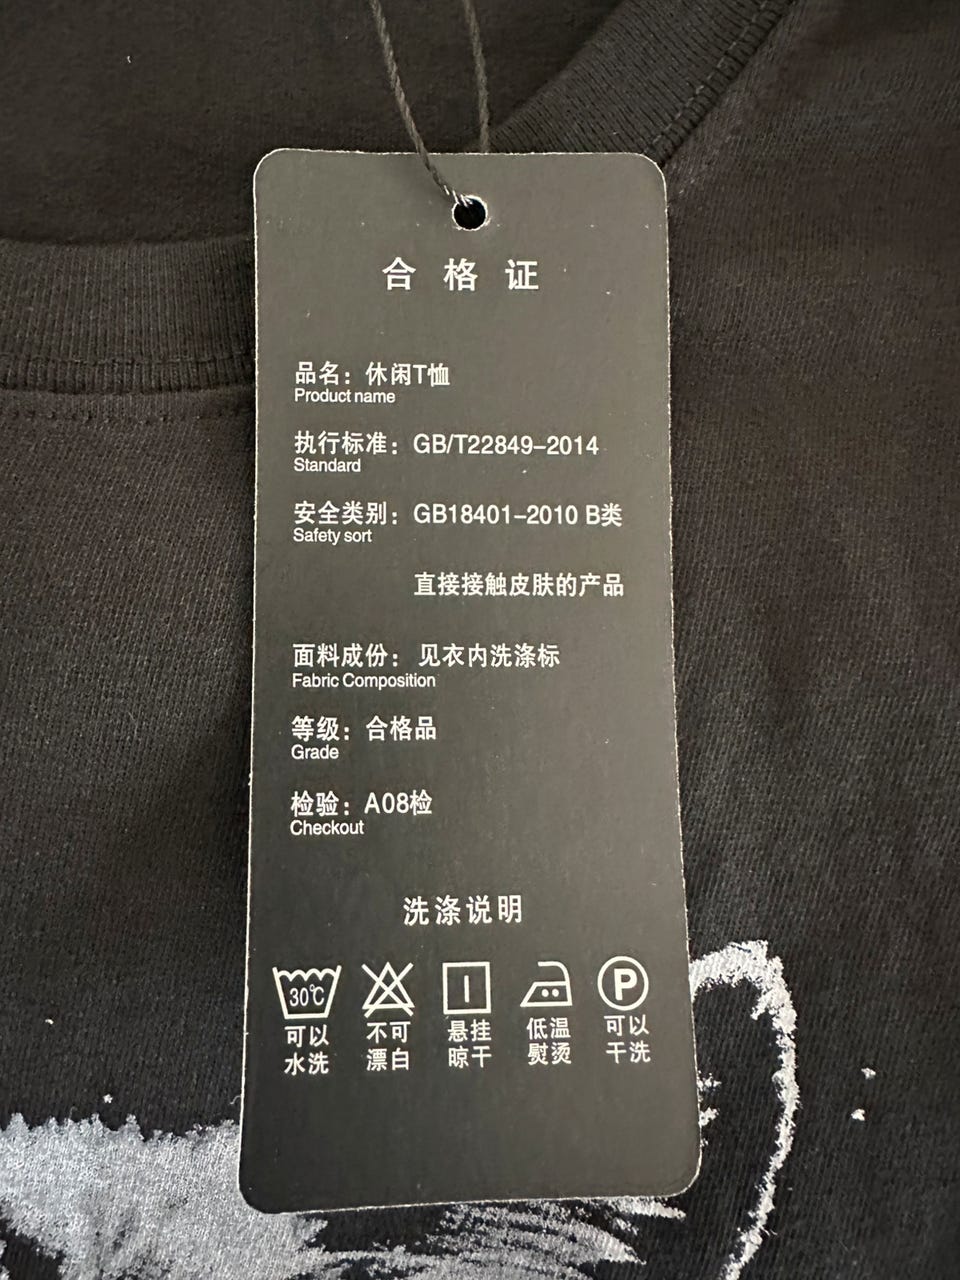 合格证
品名：休闲T恤
Product name
执行标准：GB/T22849-2014
Standard
安全类别：GB18401-2010 B类
Safety sort
直接接触皮肤的产品
面料成份：见衣内洗涤标
Fabric Composition
等级：合格品
Grade
检验：A08检
Checkout
洗涤说明
30℃ P
可以 不可 悬挂 低温 可以
水洗 漂白 晾干 熨烫 干洗